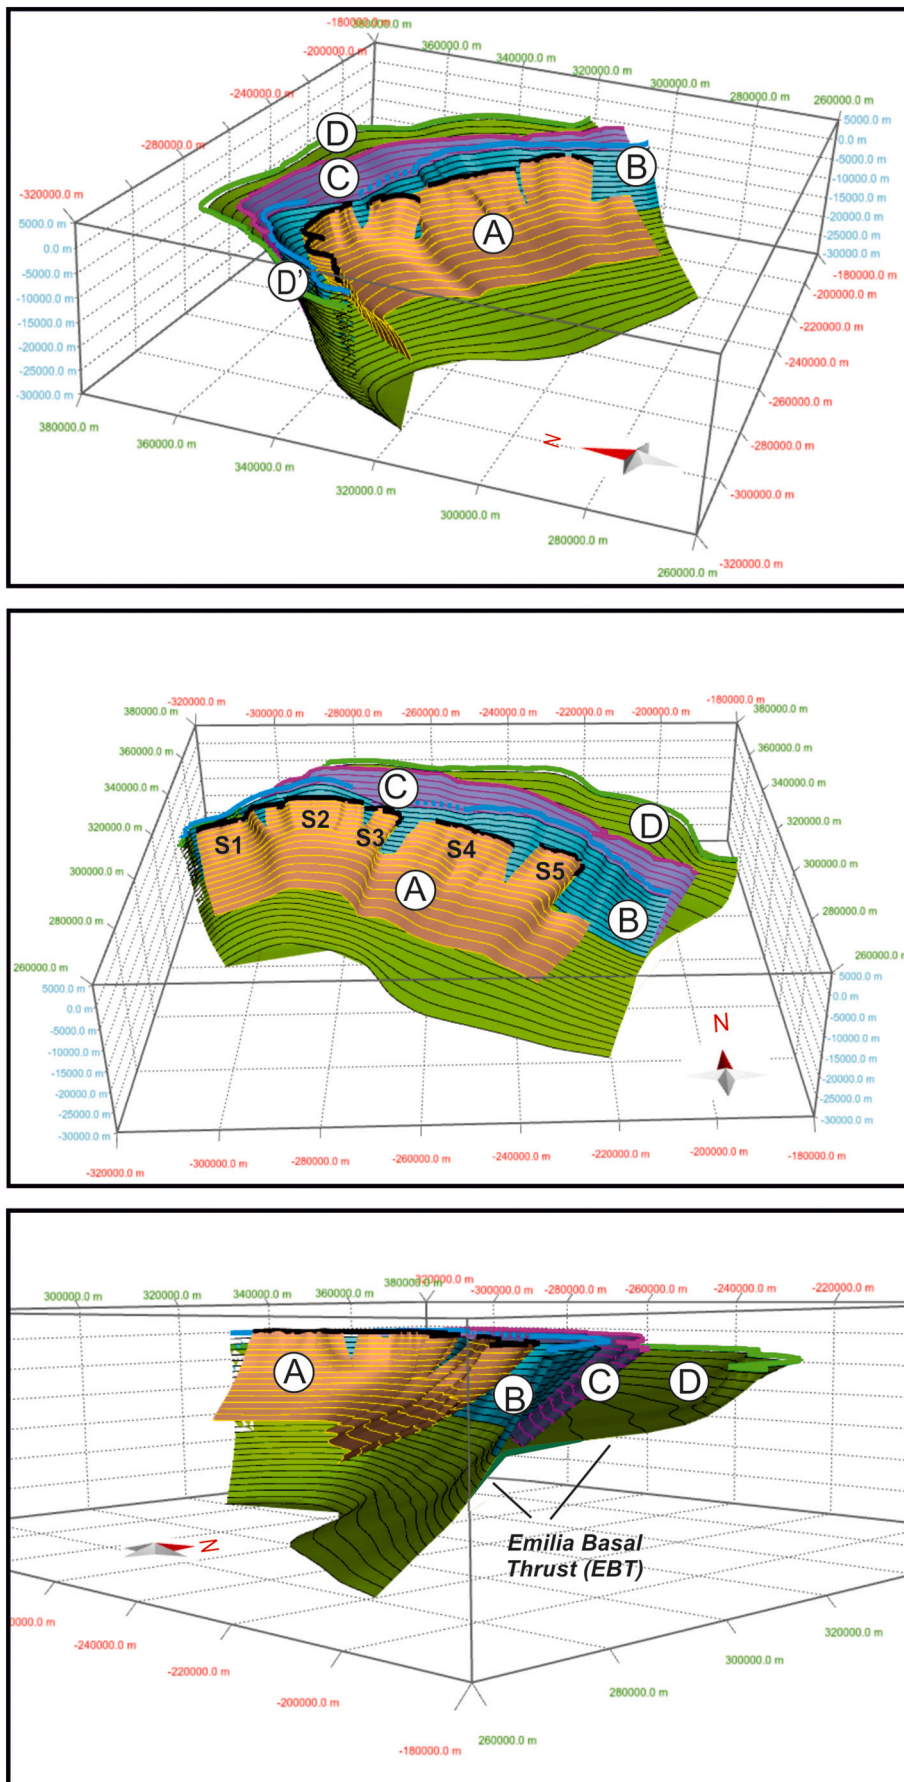 -180000.0 m
380000.0 m
-200000.0 m
360000.0 m
340000.0 m
320000.0 m
300000.0 m
280000.0 m
260000.0 m
-240000.0 m
-280000.0 m
-320000.0 m
5000.0 m
0.0 m
-5000.0 m
-10000.0 m
-15000.0 m
-20000.0 m
-25000.0 m
-30000.0 m
D
C
B
A
D'
5000.0 m
0.0 m
-5000.0 m
-10000.0 m
-15000.0 m
-20000.0 m
-25000.0 m
-30000.0 m
-180000.0 m
-200000.0 m
-220000.0 m
-240000.0 m
-260000.0 m
-280000.0 m
-300000.0 m
-320000.0 m
380000.0 m
360000.0 m
340000.0 m
320000.0 m
300000.0 m
280000.0 m
260000.0 m
N
-320000.0 m
-300000.0 m
-280000.0 m
-260000.0 m
-240000.0 m
-220000.0 m
-200000.0 m
-180000.0 m
380000.0 m
360000.0 m
340000.0 m
320000.0 m
300000.0 m
280000.0 m
260000.0 m
380000.0 m
360000.0 m
340000.0 m
320000.0 m
300000.0 m
280000.0 m
260000.0 m
C
D
S1
S2
S3
S4
S5
A
B
5000.0 m
0.0 m
-5000.0 m
-10000.0 m
-15000.0 m
-20000.0 m
-25000.0 m
-30000.0 m
5000.0 m
0.0 m
-5000.0 m
-10000.0 m
-15000.0 m
-20000.0 m
-25000.0 m
-30000.0 m
N
-320000.0 m
-300000.0 m
-280000.0 m
-260000.0 m
-240000.0 m
-220000.0 m
-200000.0 m
-180000.0 m
300000.0 m
320000.0 m
340000.0 m
360000.0 m
380000.0 m
-300000.0 m
-280000.0 m
-260000.0 m
-240000.0 m
-220000.0 m
A
B
C
D
Emilia Basal
Thrust (EBT)
N
-240000.0 m
-220000.0 m
-200000.0 m
-180000.0 m
260000.0 m
280000.0 m
300000.0 m
320000.0 m